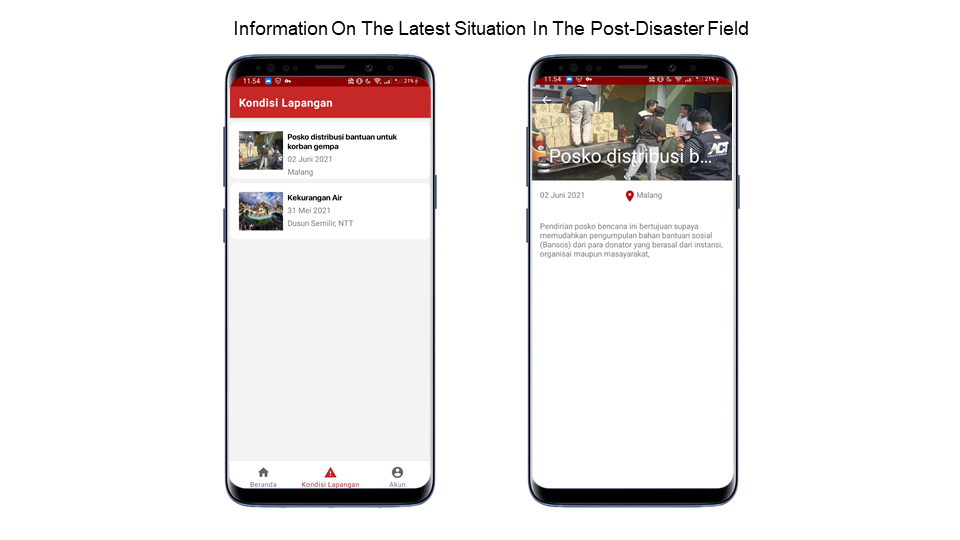 Information On The Latest Situation In The Post-Disaster Field
11.54
21%
Kondisi Lapangan
Posko distribusi bantuan untuk
korban gempa
02 Juni 2021
Malang
Kekurangan Air
31 Mei 2021
Dusun Semilir, NTT
Beranda
Kondisi Lapangan
Akun
11.54
21%
ACT
Posko distribusi b...
02 Juni 2021
Malang
Pendirian posko bencana ini bertujuan supaya
memudahkan pengumpulan bahan bantuan sosial
(Bansos) dari para donator yang berasal dari instansi,
organisai maupun masayarakat,